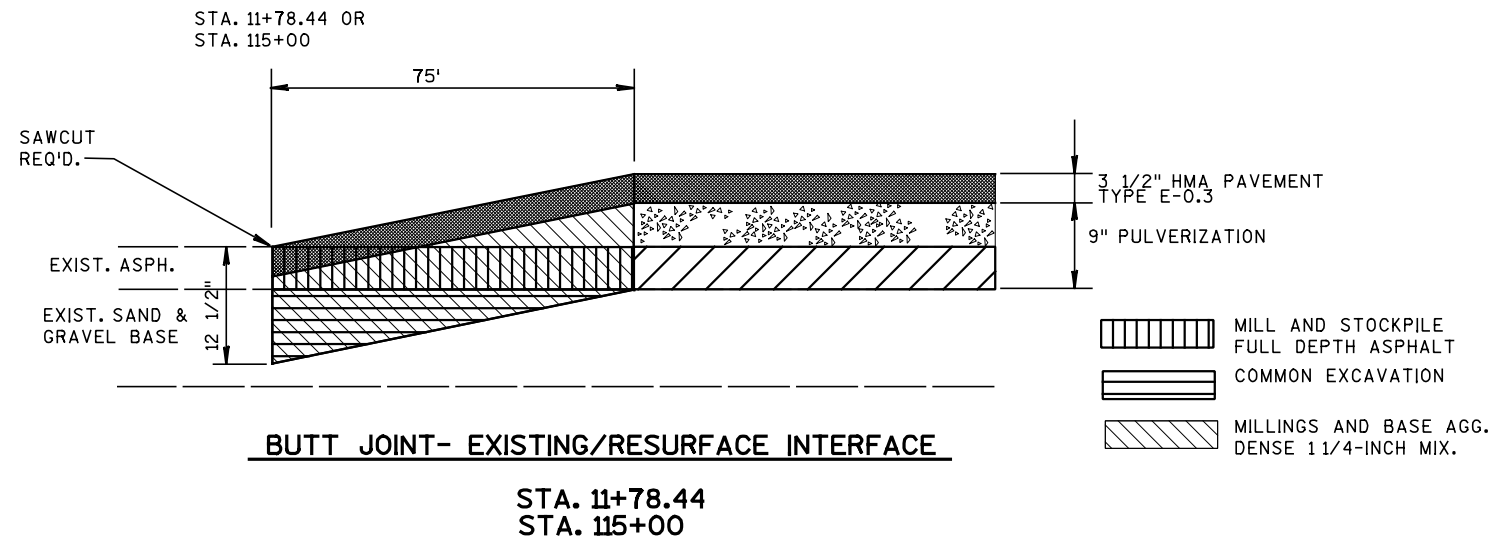 STA. 11+78.44 OR
STA. 115+00
75'
SAWCUT
REQ'D.
3 1/2" HMA PAVEMENT
TYPE E-0.3
9" PULVERIZATION
EXIST. ASPH.
12 1/2"
EXIST. SAND &
GRAVEL BASE
MILL AND STOCKPILE
FULL DEPTH ASPHALT
COMMON EXCAVATION
MILLINGS AND BASE AGG.
DENSE 1 1/4-INCH MIX.
BUTT JOINT- EXISTING/RESURFACE INTERFACE
STA. 11+78.44
STA. 115+00